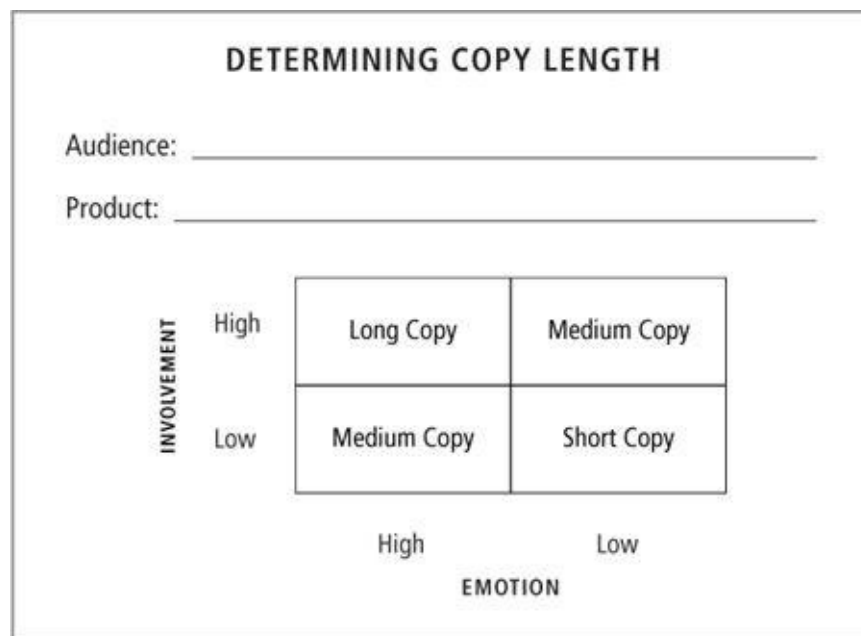 DETERMINING COPY LENGTH
Audience:
Product:
INVOLVEMENT
High
Long Copy
Medium Copy
Low
Medium Copy
Short Copy
High
Low
EMOTION